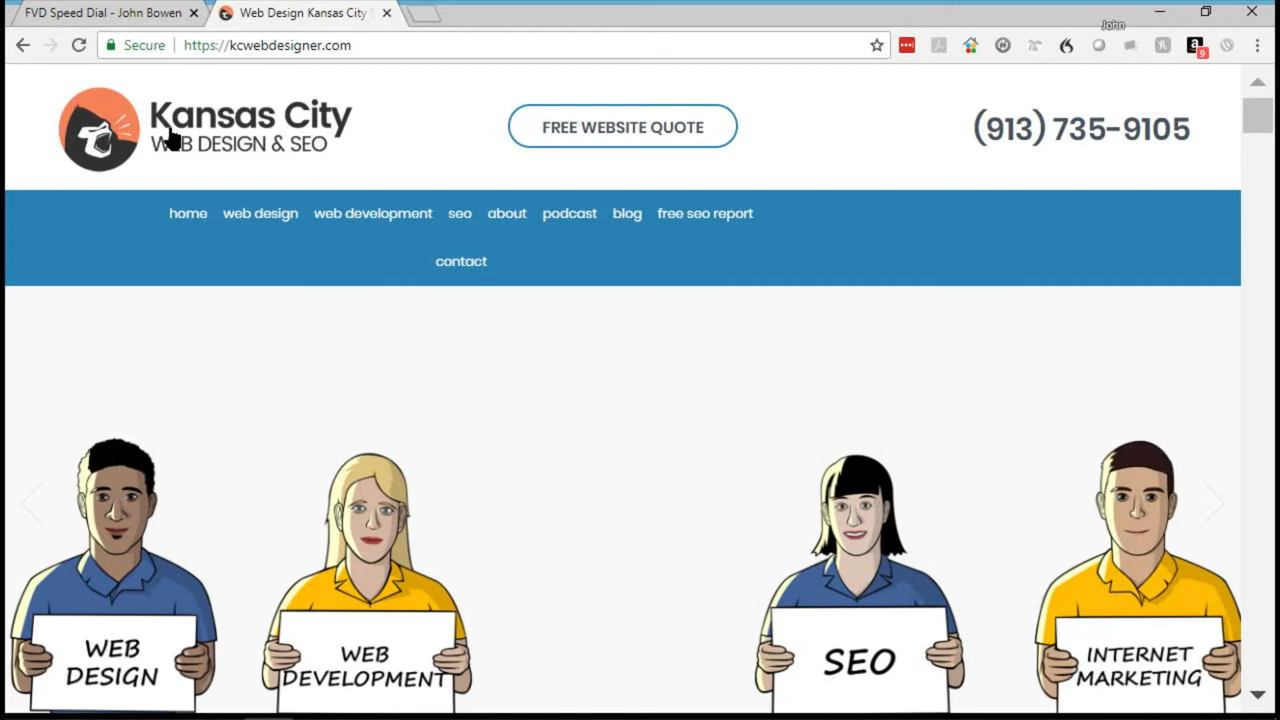 FVD Speed Dial - John Bowen
Web Design Kansas City
John
Secure
https://kcwebdesigner.com
9
Kansas City
WEB DESIGN & SEO
FREE WEBSITE QUOTE
(913) 735-9105
home web design web development seo about podcast blog free seo report
contact
WEB
DESIGN
WEB
DEVELOPMENT
SEO
INTERNET
MARKETING